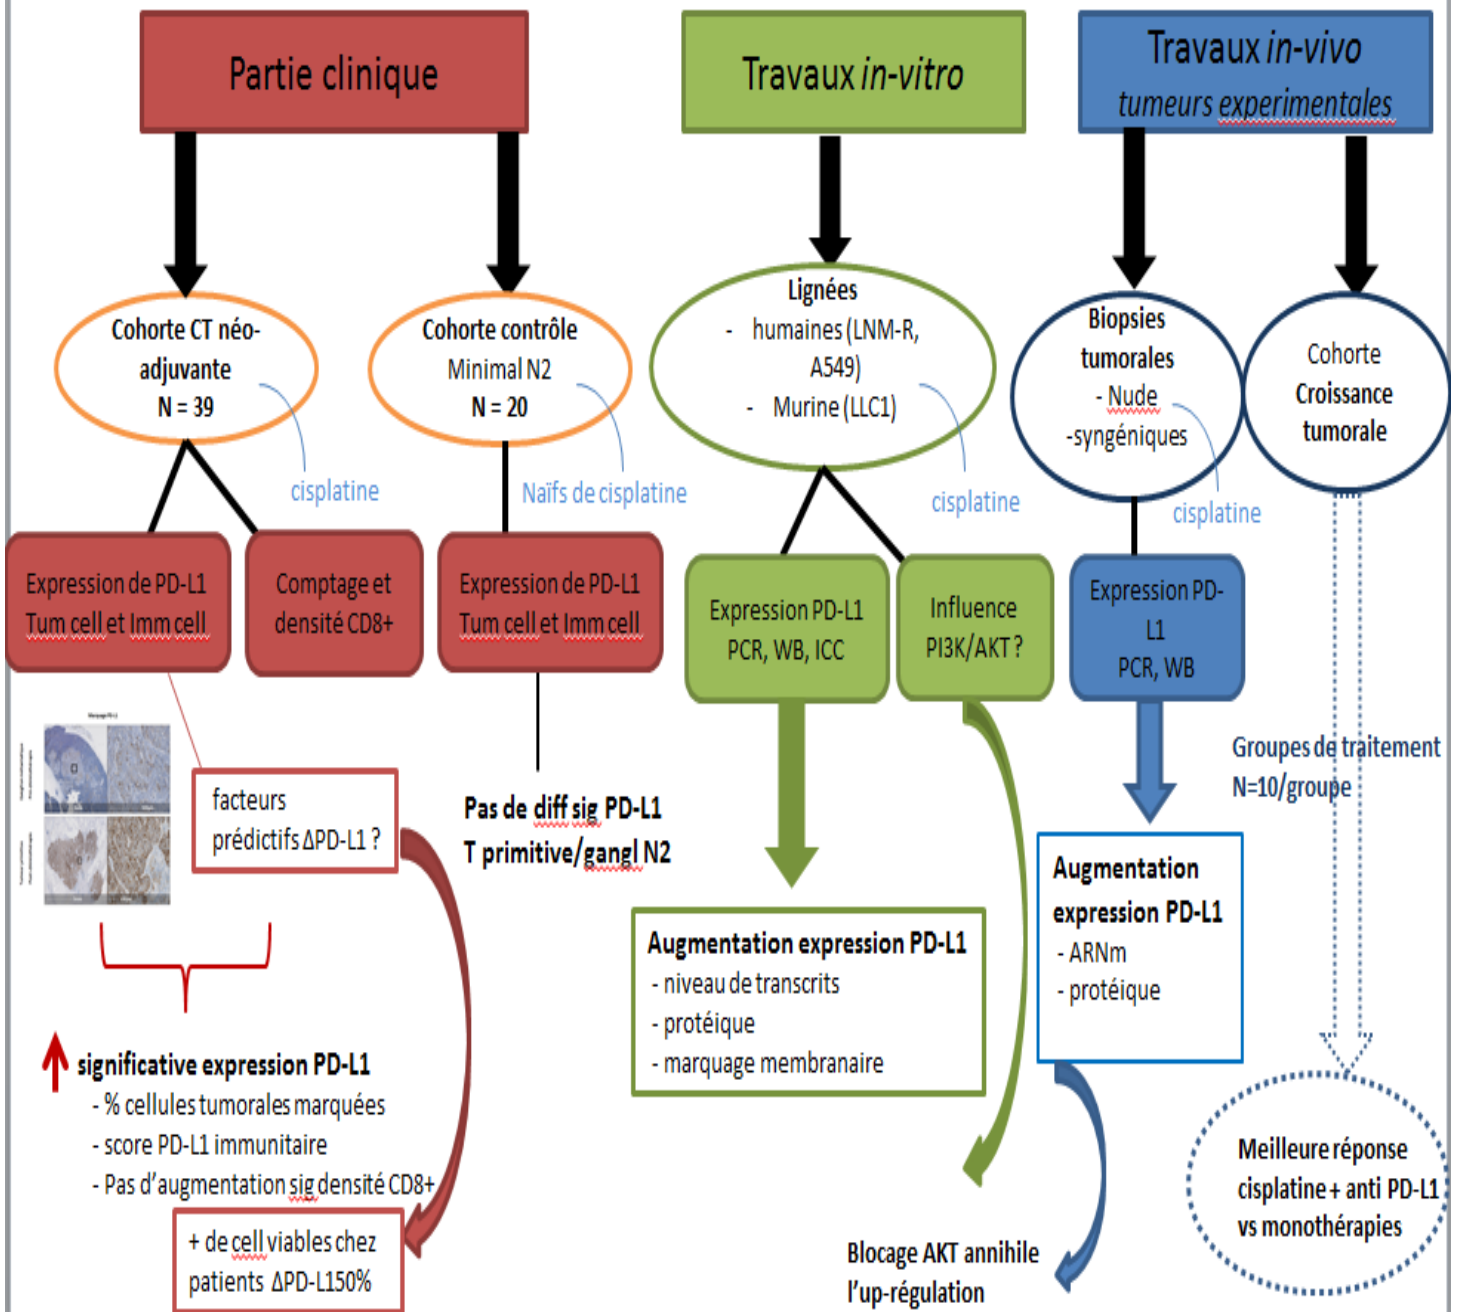 Partie clinique
Travaux in-vitro
Travaux in-vivo
tumeurs experimentales
Cohorte CT néo-
adjuvante
N = 39
cisplatine
Cohorte contrôle
Minimal N2
N = 20
Naïfs de cisplatine
Lignées
- humaines (LNM-R,
A549)
- Murine (LLC1)
cisplatine
Biopsies
tumorales
- Nude
-syngéniques
cisplatine
Cohorte
Croissance
tumorale
Expression de PD-L1
Tum cell et Imm cell
Comptage et
densité CD8+
Expression de PD-L1
Tum cell et Imm cell
Expression PD-L1
PCR, WB, ICC
Influence
PI3K/AKT ?
Expression PD-
L1
PCR, WB
Groupes de traitement
N=10/groupe
facteurs
prédictifs ΔPD-L1 ?
Pas de diff sig PD-L1
T primitive/gangl N2
Augmentation expression PD-L1
- niveau de transcrits
- protéique
- marquage membranaire
Augmentation
expression PD-L1
- ARNm
- protéique
significative expression PD-L1
- % cellules tumorales marquées
- score PD-L1 immunitaire
- Pas d'augmentation sig densité CD8+
+ de cell viables chez
patients ΔPD-L150%
Blocage AKT annihile
l'up-régulation
Meilleure réponse
cisplatine + anti PD-L1
vs monothérapies